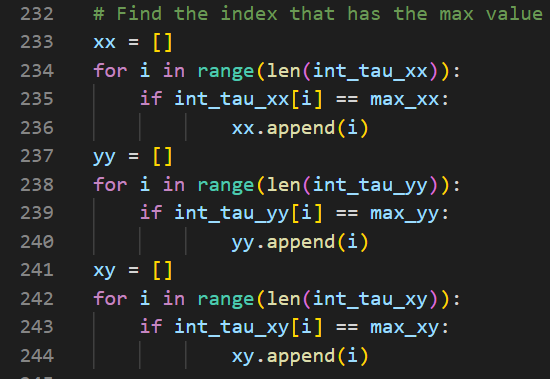 232 # Find the index that has the max value
233 xx = []
234 for i in range(len(int_tau_xx)):
235     if int_tau_xx[i] == max_xx:
236             xx.append(i)
237 yy = []
238 for i in range(len(int_tau_yy)):
239     if int_tau_yy[i] == max_yy:
240             yy.append(i)
241 xy = []
242 for i in range(len(int_tau_xy)):
243     if int_tau_xy[i] == max_xy:
244             xy.append(i)